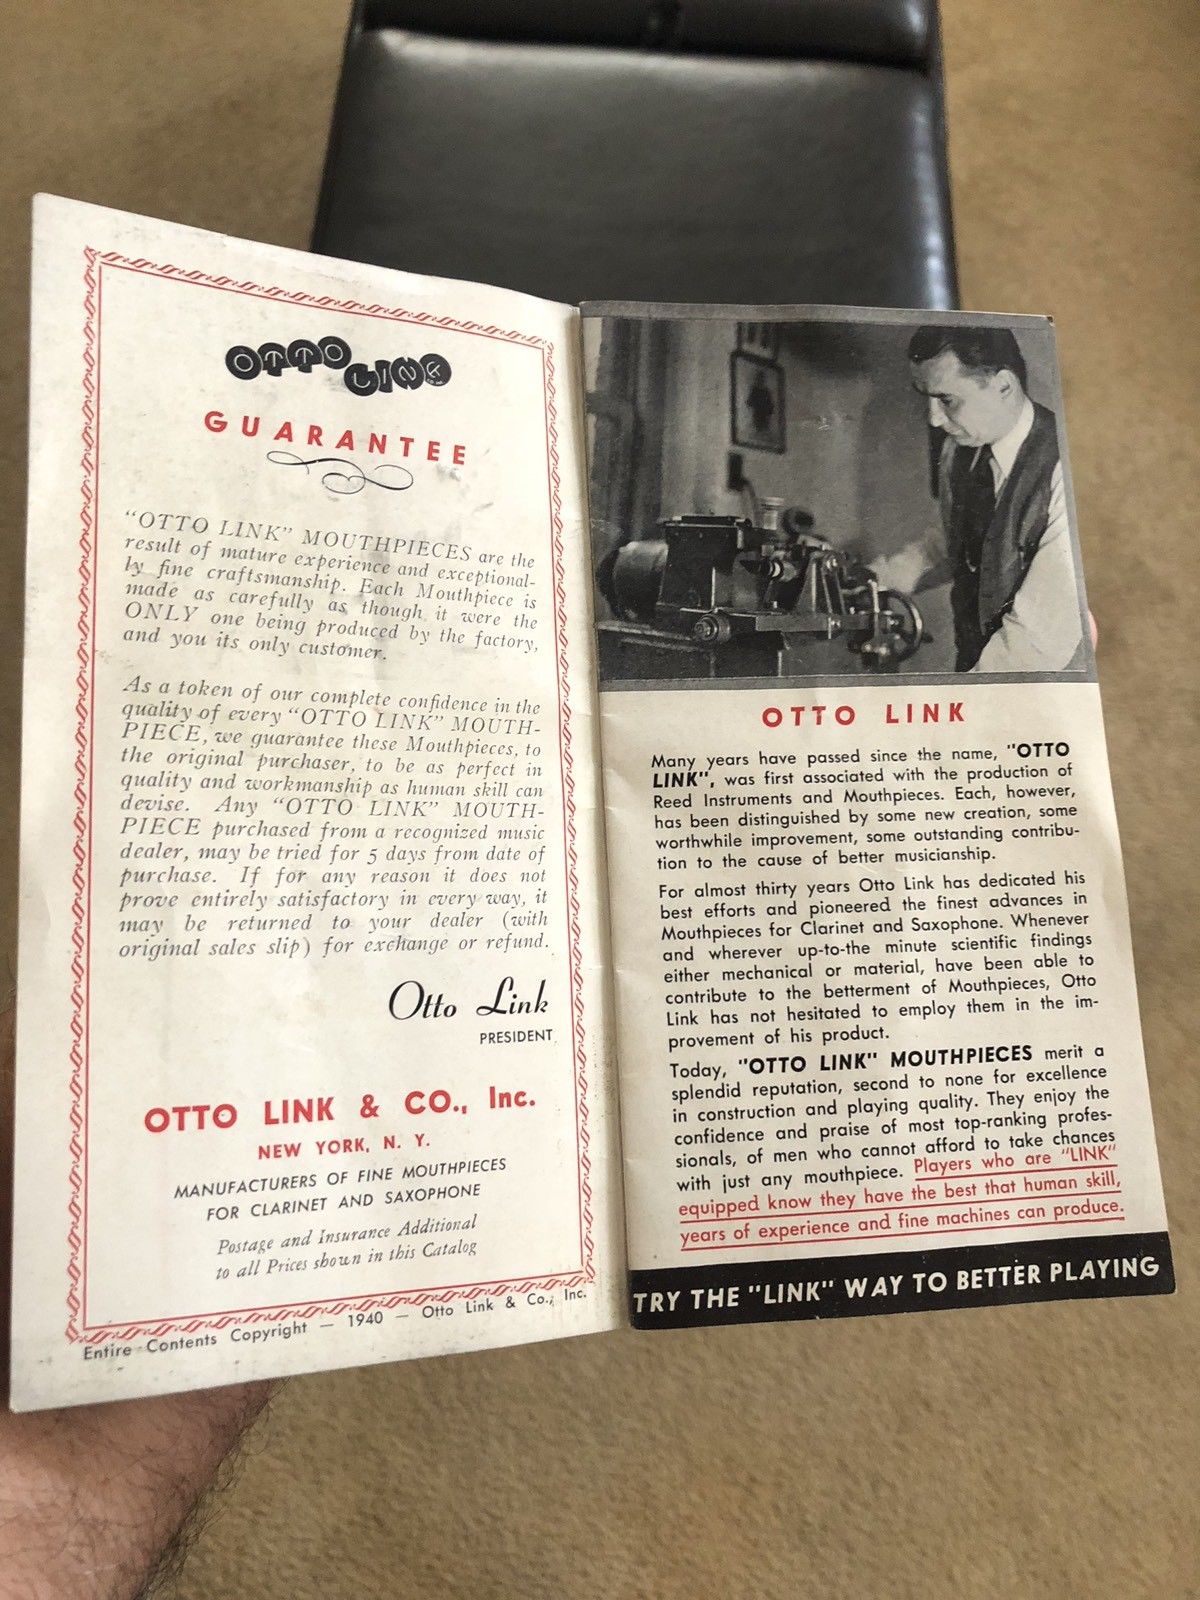 OTTO
LINK
GUARANTEE
"OTTO LINK" MOUTHPIECES are the
result of mature experience and exceptional-
ly fine craftsmanship. Each Mouthpiece is
made as carefully as though it were the
ONLY one being produced by the factory,
and you its only customer.
As a token of our complete confidence in the
quality of every "OTTO LINK" MOUTH-
PIECE, we guarantee these Mouthpieces, to
the original purchaser, to be as perfect in
quality and workmanship as human skill can
devise. Any "OTTO LINK" MOUTH-
PIECE purchased from a recognized music
dealer, may be tried for 5 days from date of
purchase. If for any reason it does not
prove entirely satisfactory in every way, it
may be returned to your dealer (with
original sales slip) for exchange or refund.
Otto Link
PRESIDENT
OTTO LINK & CO., Inc.
NEW YORK, N. Y.
MANUFACTURERS OF FINE MOUTHPIECES
FOR CLARINET AND SAXOPHONE
Postage and Insurance Additional
to all Prices shown in this Catalog
Entire Contents Copyright — 1940 — Otto Link & Co., Inc.
OTTO LINK
Many years have passed since the name, "OTTO
LINK", was first associated with the production of
Reed Instruments and Mouthpieces. Each, however,
has been distinguished by some new creation, some
worthwhile improvement, some outstanding contribu-
tion to the cause of better musicianship.
For almost thirty years Otto Link has dedicated his
best efforts and pioneered the finest advances in
Mouthpieces for Clarinet and Saxophone. Whenever
and wherever up-to-the minute scientific findings
either mechanical or material, have been able to
contribute to the betterment of Mouthpieces, Otto
Link has not hesitated to employ them in the im-
provement of his product.
Today, "OTTO LINK" MOUTHPIECES merit a
splendid reputation, second to none for excellence
in construction and playing quality. They enjoy the
confidence and praise of most top-ranking profes-
sionals, of men who cannot afford to take chances
with just any mouthpiece. Players who are "LINK"
equipped know they have the best that human skill,
years of experience and fine machines can produce.
TRY THE "LINK" WAY TO BETTER PLAYING